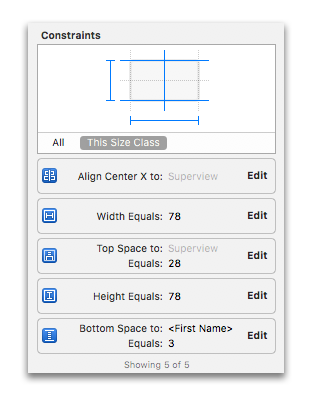 Constraints
All This Size Class
Align Center X to: Superview Edit
Width Equals: 78 Edit
Top Space to: Superview
Equals: 28 Edit
Height Equals: 78 Edit
Bottom Space to: <First Name>
Equals: 3 Edit
Showing 5 of 5